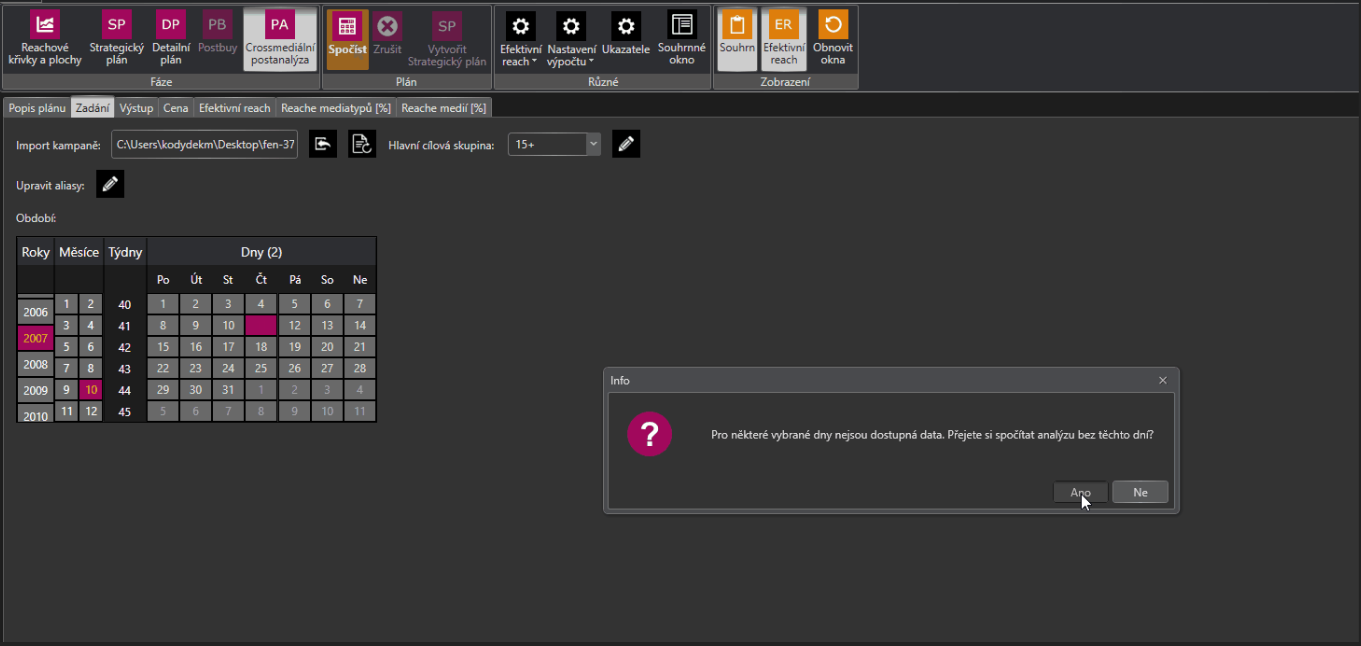 SP DP PB PA SP ER
Reachové Strategický Detailní Postbuy Crossmediální Spočíst Zrušit Vytvořit Efektivní Nastavení Ukazatele Souhrnné Souhrn Efektivní Obnovit
křivky a plochy plán plán postanalýza Strategický plán reach výpočtu okno reach okna
Fáze Plán Různé Zobrazení
Popis plánu Zadání Výstup Cena Efektivní reach Reache mediatypů [%] Reache medií [%]
Import kampaně: C:\Users\kodydekm\Desktop\fen-37 Hlavní cílová skupina: 15+
Upravit aliasy:
Období:
Roky Měsíce Týdny Dny (2)
Po Út St Čt Pá So Ne
2006 1 2 40 1 2 3 4 5 6 7
2007 3 4 41 8 9 10 12 13 14
5 6 42 15 16 17 18 19 20 21
2008 7 8 43 22 23 24 25 26 27 28
2009 9 10 44 29 30 31 1 2 3 4
2010 11 12 45 5 6 7 8 9 10 11
Info
?
Pro některé vybrané dny nejsou dostupná data. Přejete si spočítat analýzu bez těchto dní?
Ano Ne